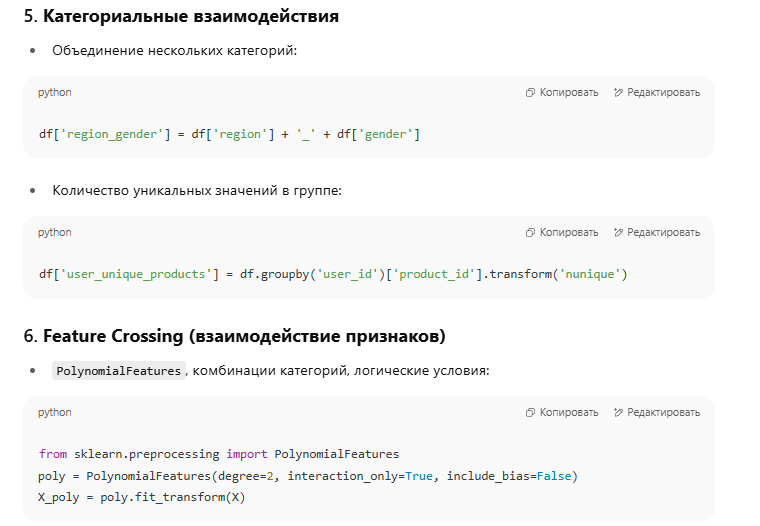 5. Категориальные взаимодействия
• Объединение нескольких категорий:
python Копировать Редактировать
df['region_gender'] = df['region'] + '_' + df['gender']
• Количество уникальных значений в группе:
python Копировать Редактировать
df['user_unique_products'] = df.groupby('user_id')['product_id'].transform('nunique')
6. Feature Crossing (взаимодействие признаков)
• PolynomialFeatures, комбинации категорий, логические условия:
python Копировать Редактировать
from sklearn.preprocessing import PolynomialFeatures
poly = PolynomialFeatures(degree=2, interaction_only=True, include_bias=False)
X_poly = poly.fit_transform(X)